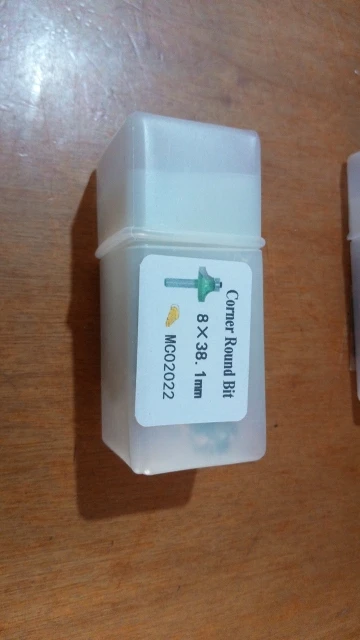 Corner Round Bit
8×38.1mm
MC02022